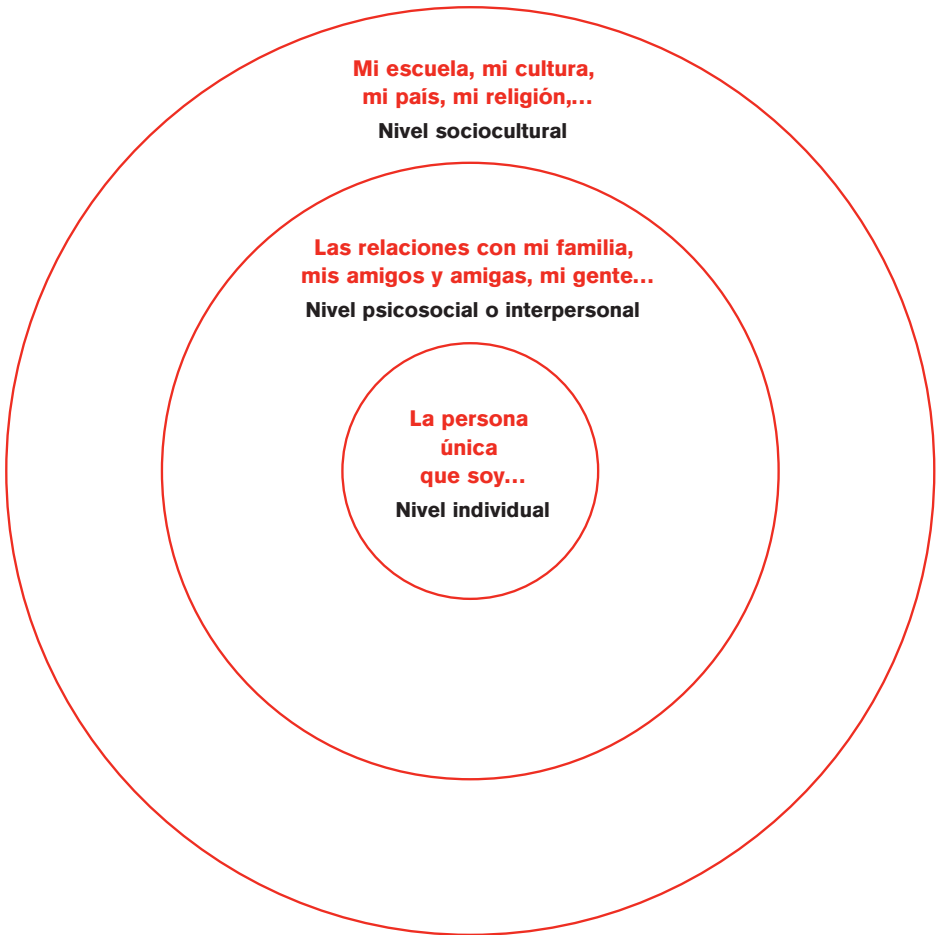 Mi escuela, mi cultura,
mi país, mi religión,...
Nivel sociocultural
Las relaciones con mi familia,
mis amigos y amigas, mi gente...
Nivel psicosocial o interpersonal
La persona
única
que soy...
Nivel individual